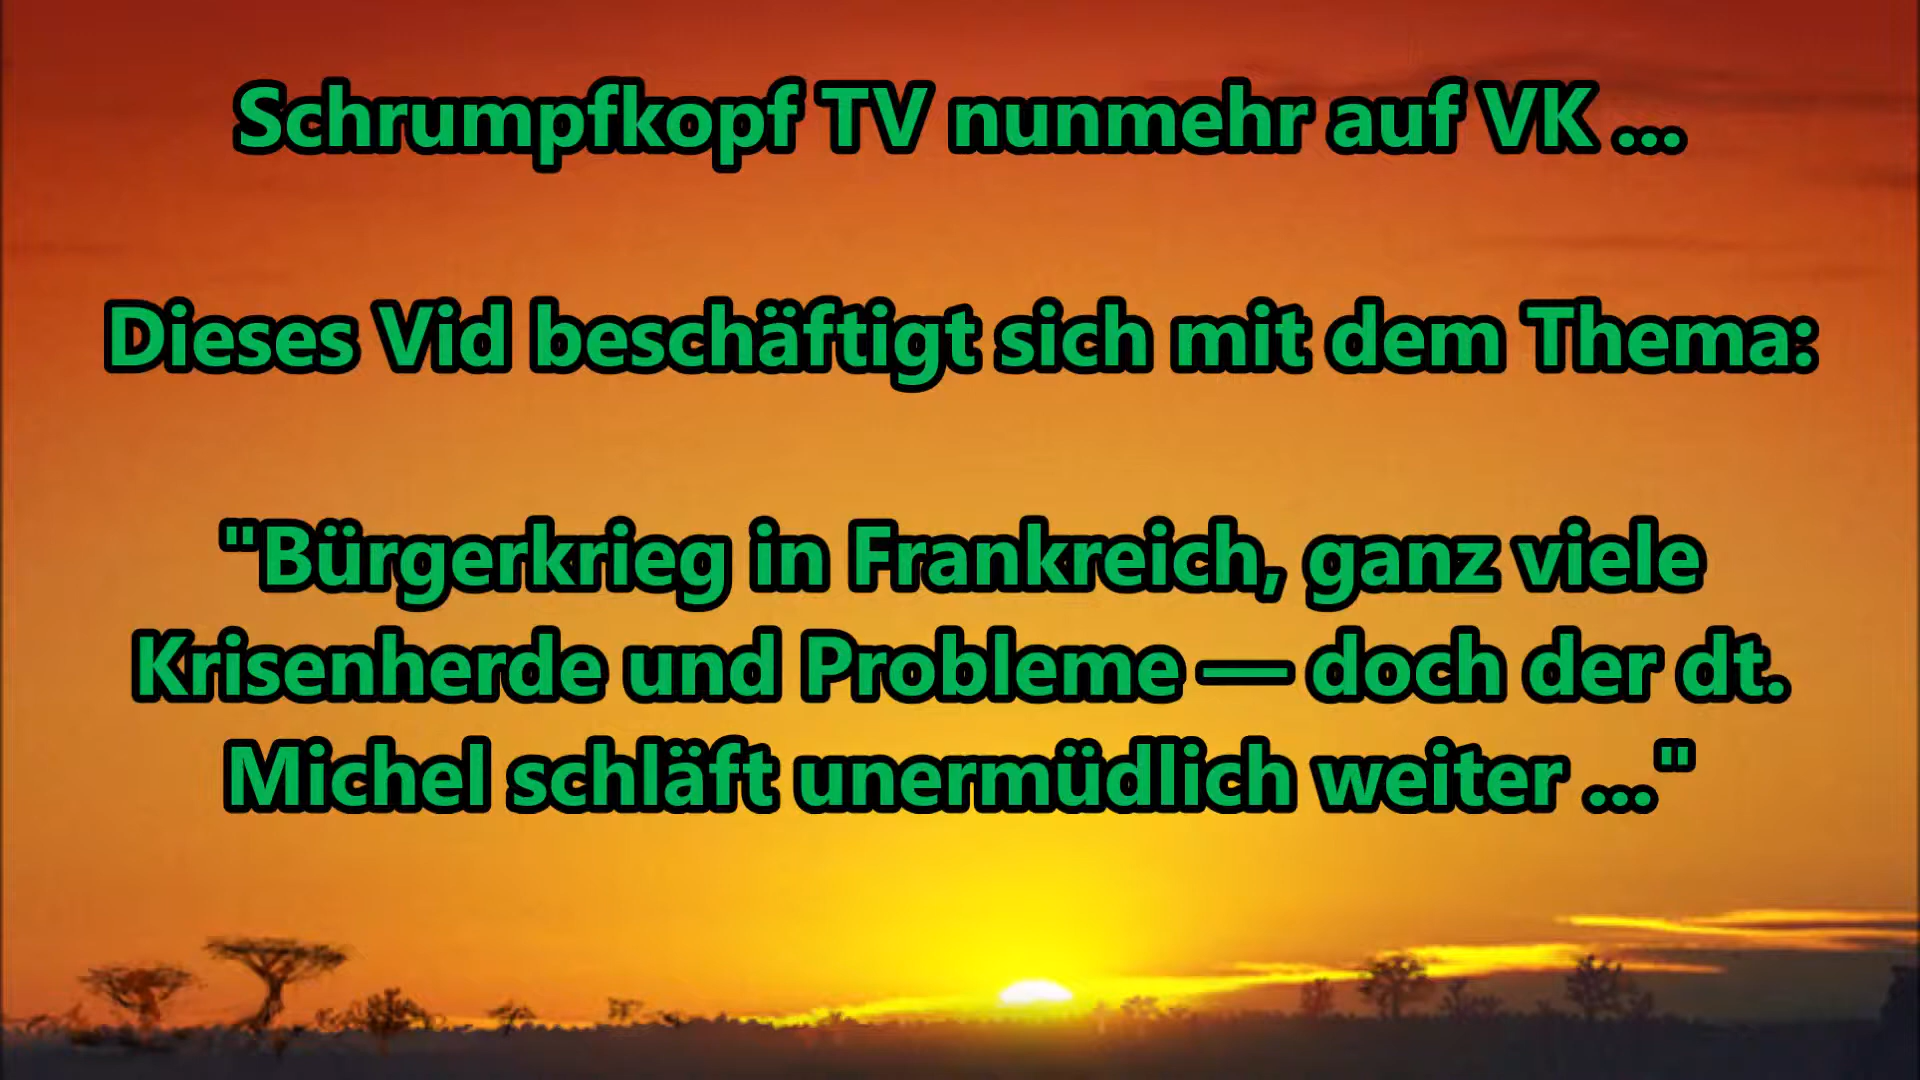 Schrumpfkopf TV nunmehr auf VK ...
Dieses Vid beschäftigt sich mit dem Thema:
"Bürgerkrieg in Frankreich, ganz viele
Krisenherde und Probleme — doch der dt.
Michel schläft unermüdlich weiter ..."